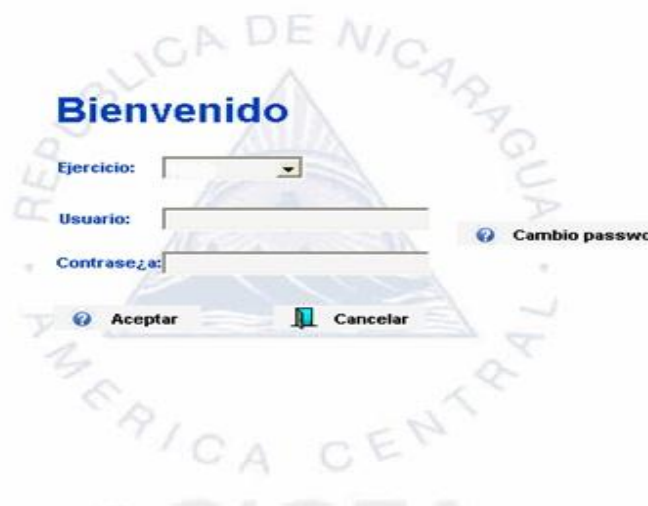 REPUBLICA DE NICARAGUA
AMERICA CENTRAL
Bienvenido
Ejercicio:
Usuario:
Contrase¿a:
Cambio passwo
Aceptar
Cancelar